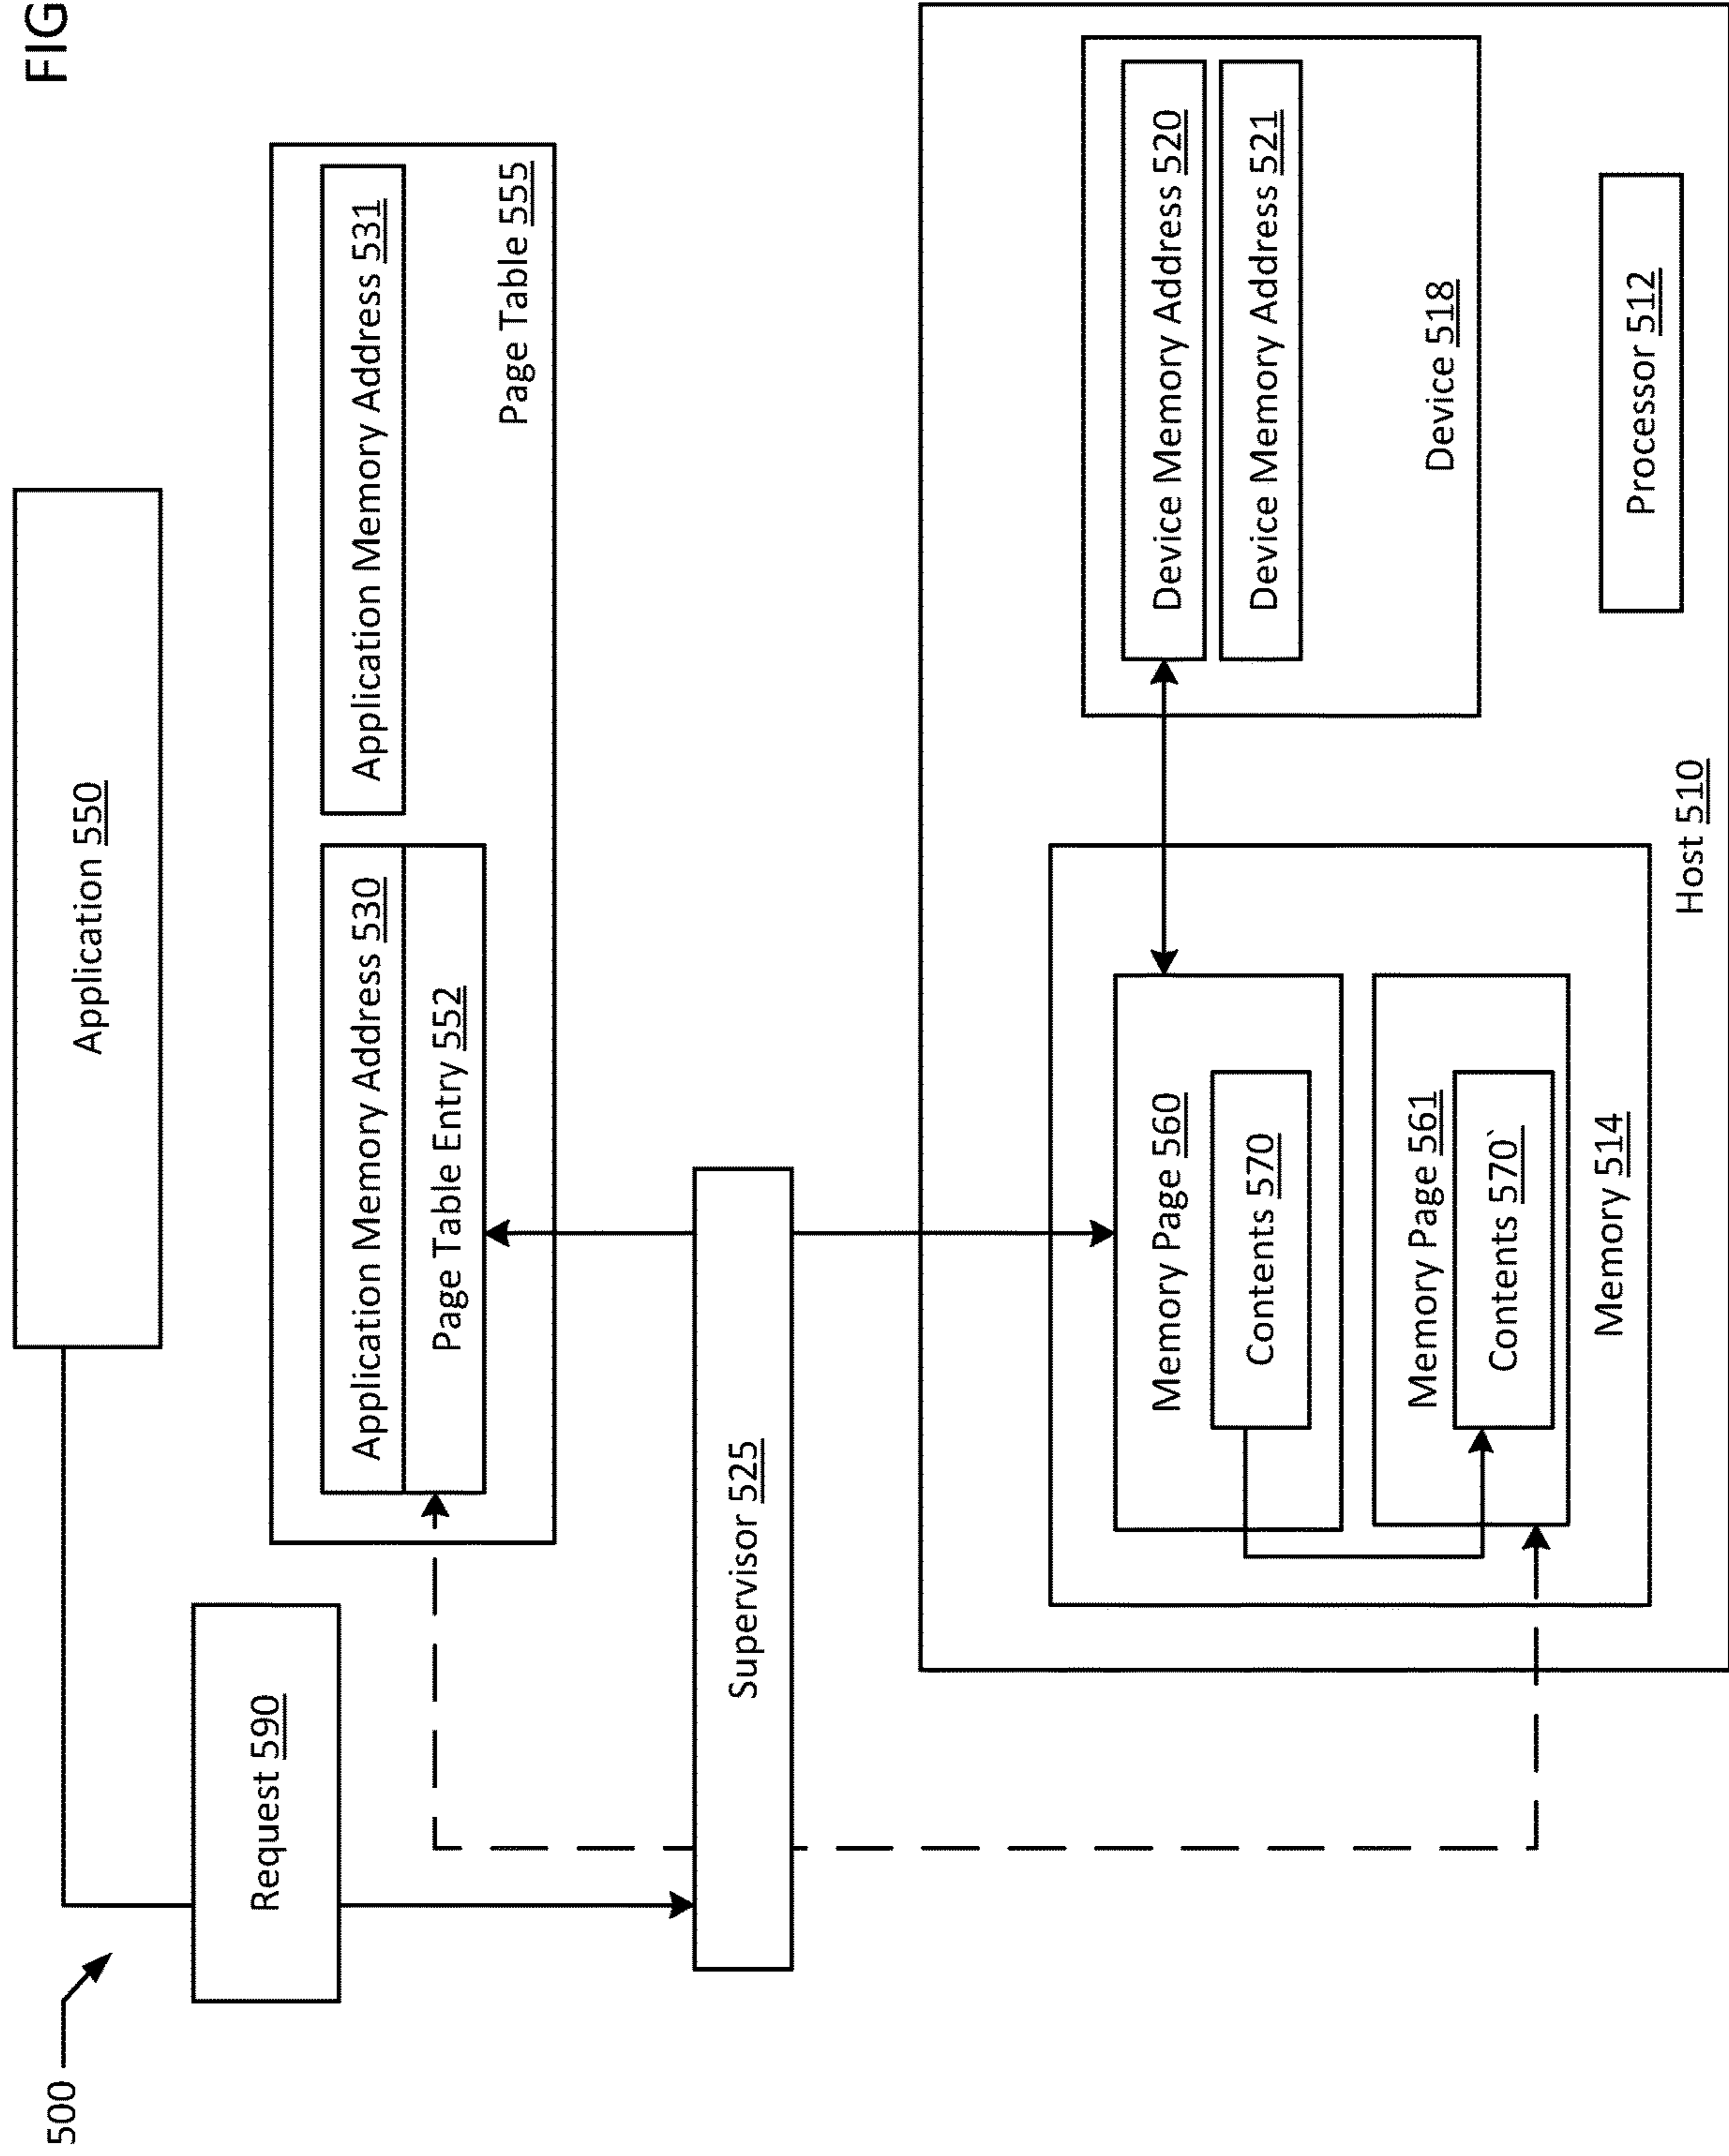 FIG
500
Application 550
Request 590
Application Memory Address 530
Application Memory Address 531
Page Table Entry 552
Page Table 555
Supervisor 525
Memory Page 560
Contents 570
Memory Page 561
Contents 570`
Memory 514
Device Memory Address 520
Device Memory Address 521
Device 518
Processor 512
Host 510